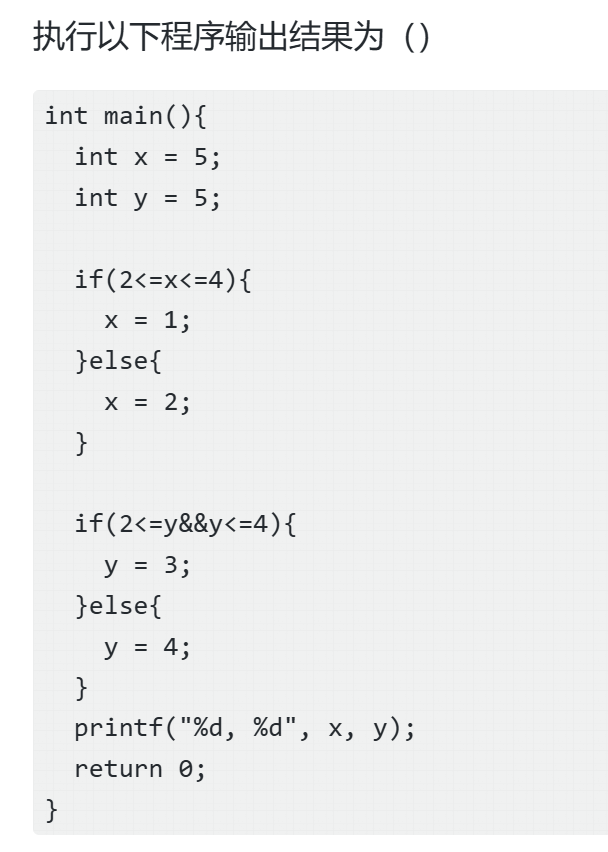 执行以下程序输出结果为（）
int main(){
  int x = 5;
  int y = 5;

  if(2<=x<=4){
    x = 1;
  }else{
    x = 2;
  }

  if(2<=y&&y<=4){
    y = 3;
  }else{
    y = 4;
  }
  printf("%d, %d", x, y);
  return 0;
}